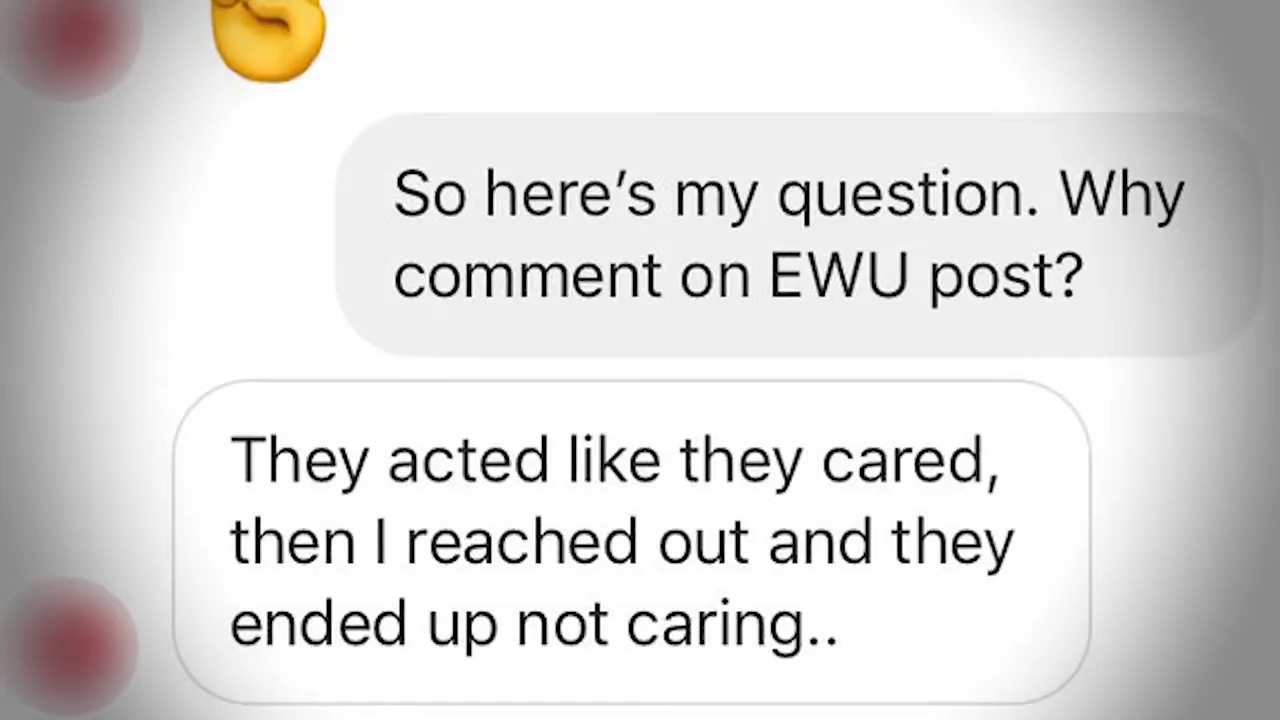 So here’s my question. Why
comment on EWU post?
They acted like they cared,
then I reached out and they
ended up not caring..